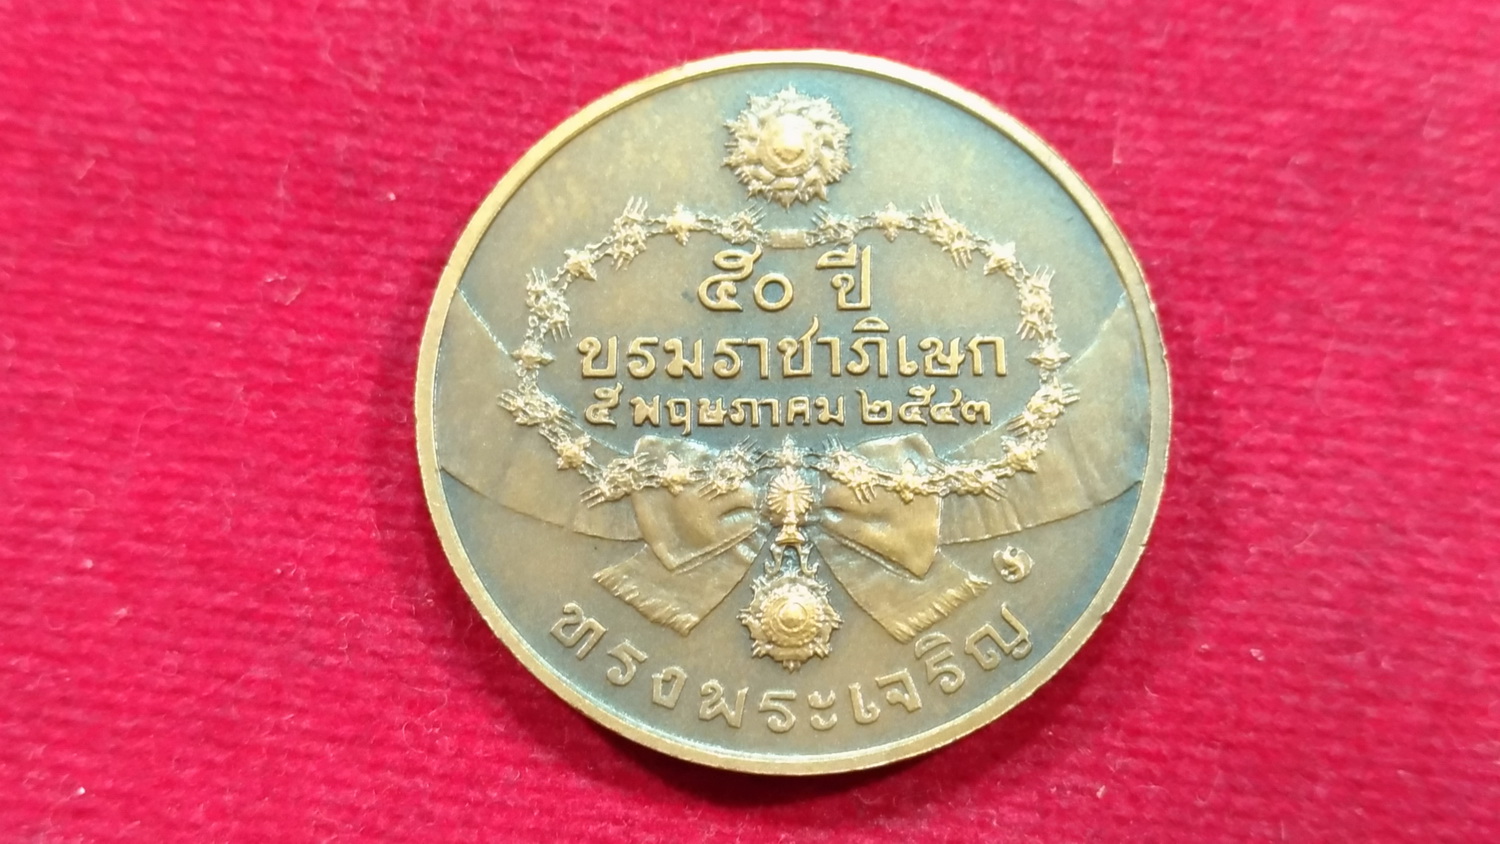 ๕๐ ปี
บรมราชาภิเษก
๕ พฤษภาคม ๒๕๔๓
ทรงพระเจริญ